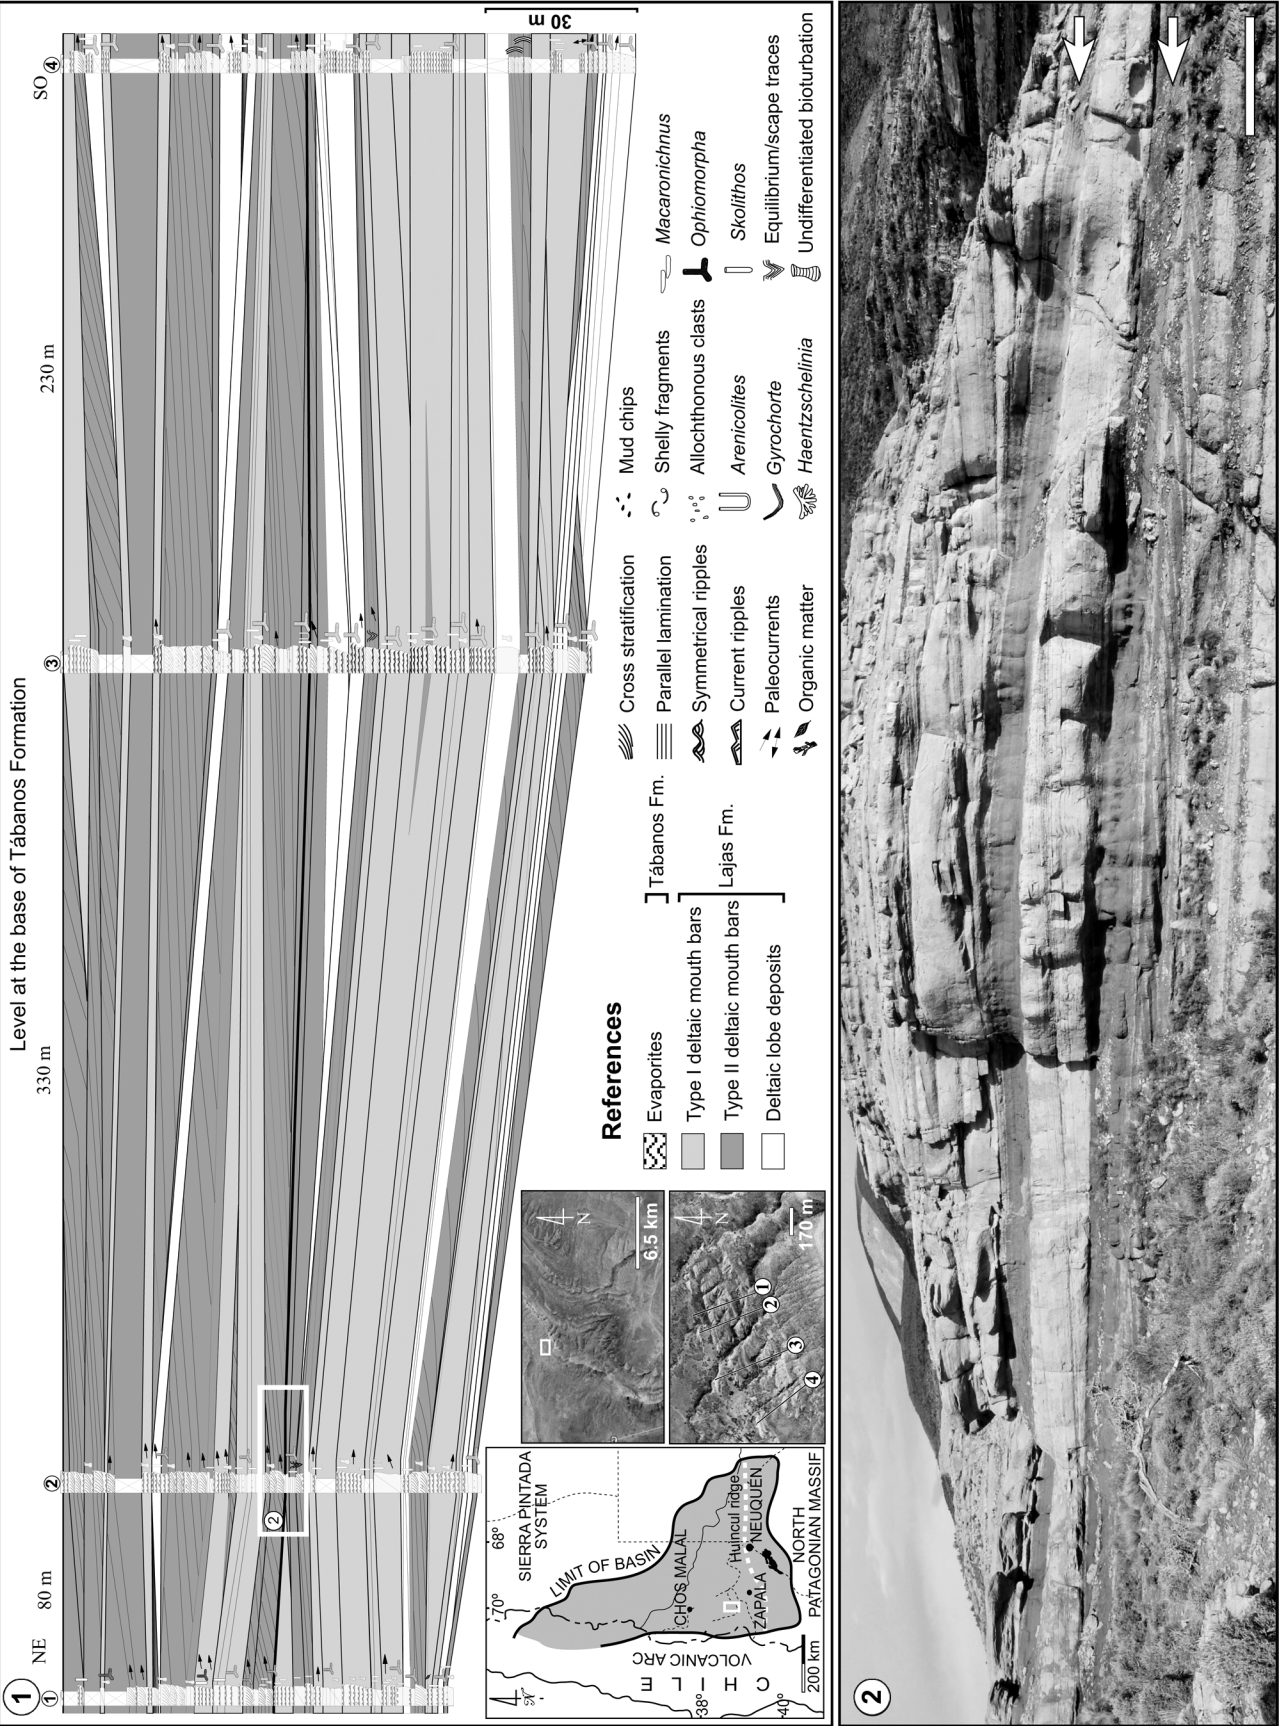 1
Level at the base of Tábanos Formation
NE
80 m
330 m
230 m
SO
1
2
3
4
2
30 m
CHILE
VOLCANIC ARC
LIMIT OF BASIN
SIERRA PINTADA
SYSTEM
CHOS MALAL
Huincul ridge
ZAPALA
NEUQUÉN
NORTH
PATAGONIAN MASSIF
70°
68°
38°
40°
200 km
N
N
6.5 km
N
170 m
1
2
3
4
References
Evaporites
Tábanos Fm.
Type I deltaic mouth bars
Type II deltaic mouth bars
Deltaic lobe deposits
Lajas Fm.
Cross stratification
Parallel lamination
Symmetrical ripples
Current ripples
Paleocurrents
Organic matter
Mud chips
Shelly fragments
Allochthonous clasts
Arenicolites
Gyrochorte
Haentzschelinia
Macaronichnus
Ophiomorpha
Skolithos
Equilibrium/scape traces
Undifferentiated bioturbation
2